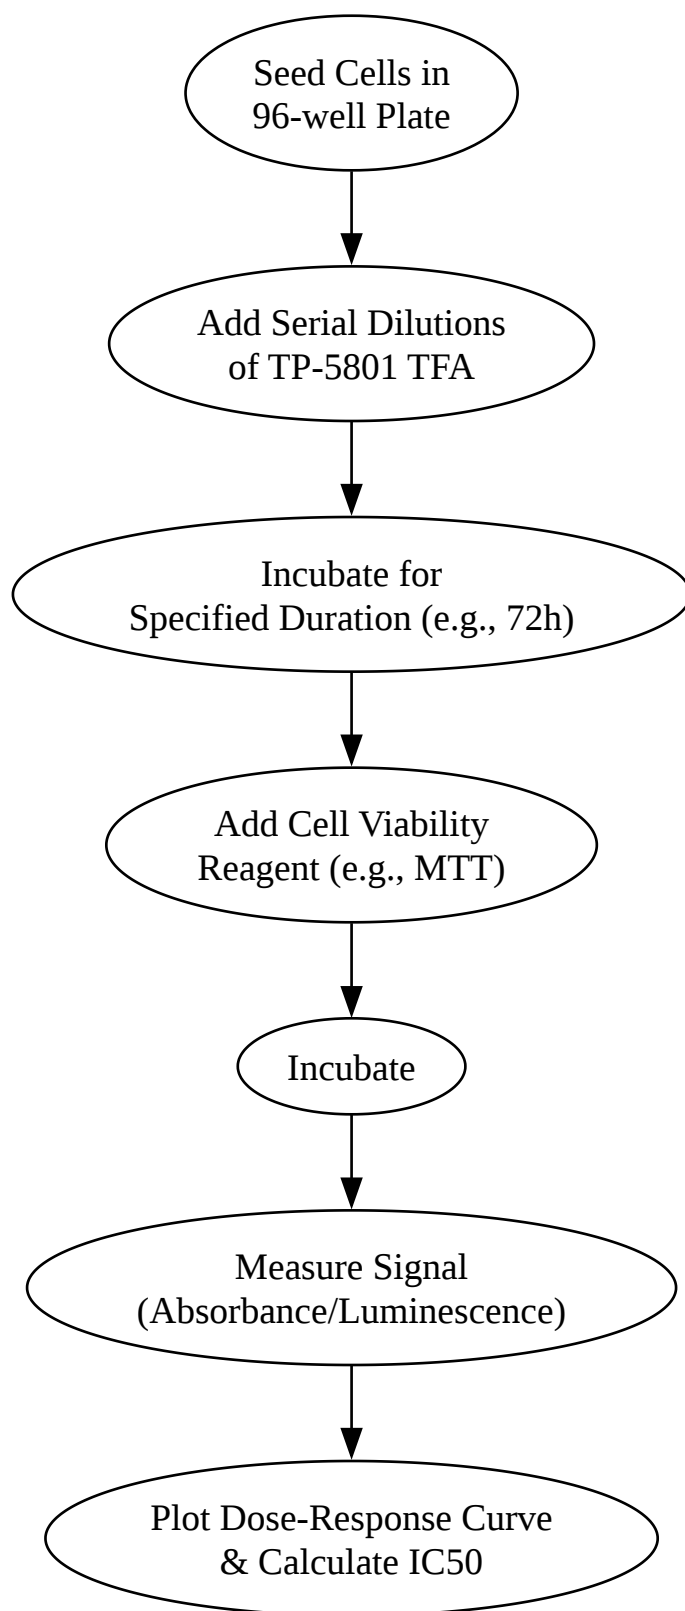 Seed Cells in
96-well Plate
Add Serial Dilutions
of TP-5801 TFA
Incubate for
Specified Duration (e.g., 72h)
Add Cell Viability
Reagent (e.g., MTT)
Incubate
Measure Signal
(Absorbance/Luminescence)
Plot Dose-Response Curve
& Calculate IC50